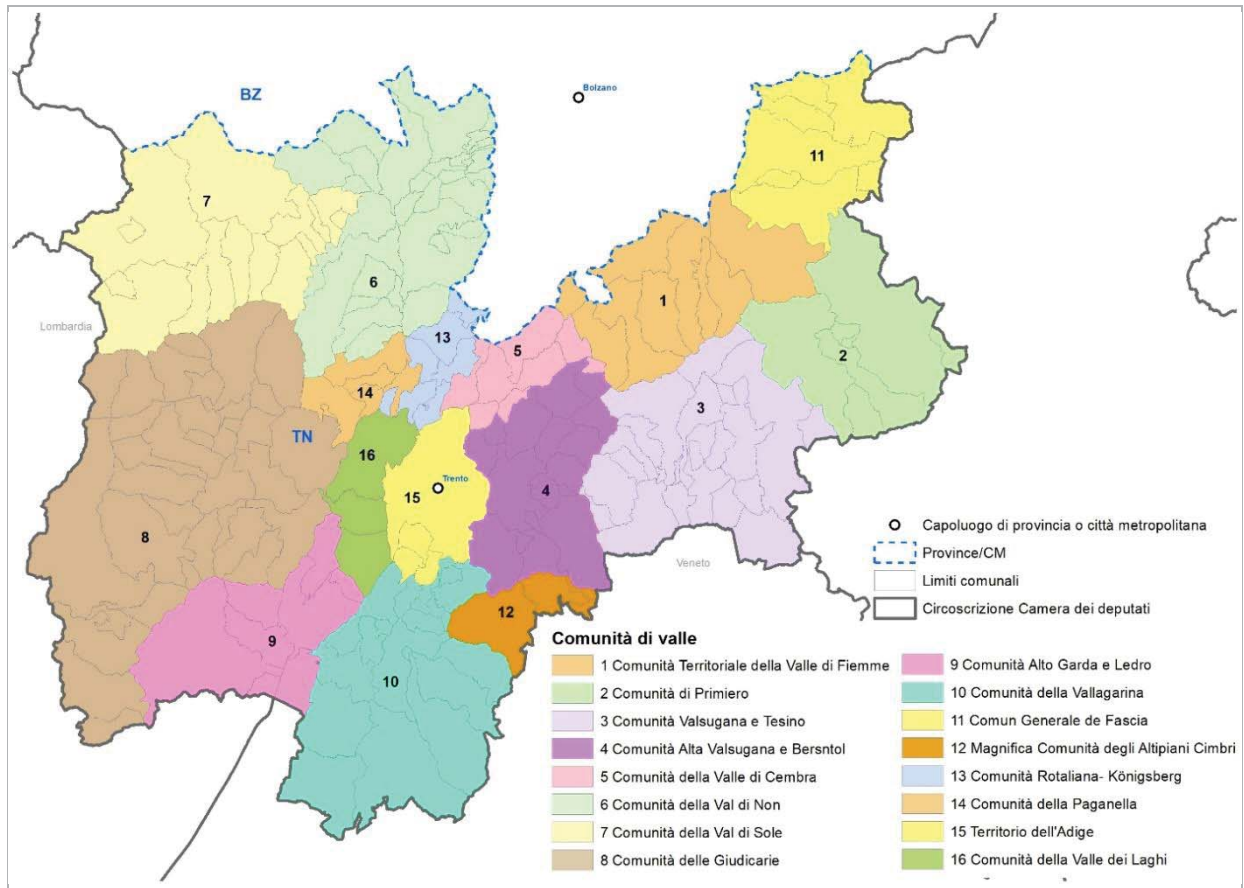 Bolzano
BZ
11
7
6
1
Lombardia
13
5
2
14
3
TN
16
Trento
15
4
8
Capoluogo di provincia o città metropolitana
Province/CM
Veneto
Limiti comunali
12
Circoscrizione Camera dei deputati
9
10
Comunità di valle
1 Comunità Territoriale della Valle di Fiemme
2 Comunità di Primiero
3 Comunità Valsugana e Tesino
4 Comunità Alta Valsugana e Bersntol
5 Comunità della Valle di Cembra
6 Comunità della Val di Non
7 Comunità della Val di Sole
8 Comunità delle Giudicarie
9 Comunità Alto Garda e Ledro
10 Comunità della Vallagarina
11 Comun Generale de Fascia
12 Magnifica Comunità degli Altipiani Cimbri
13 Comunità Rotaliana- Königsberg
14 Comunità della Paganella
15 Territorio dell'Adige
16 Comunità della Valle dei Laghi